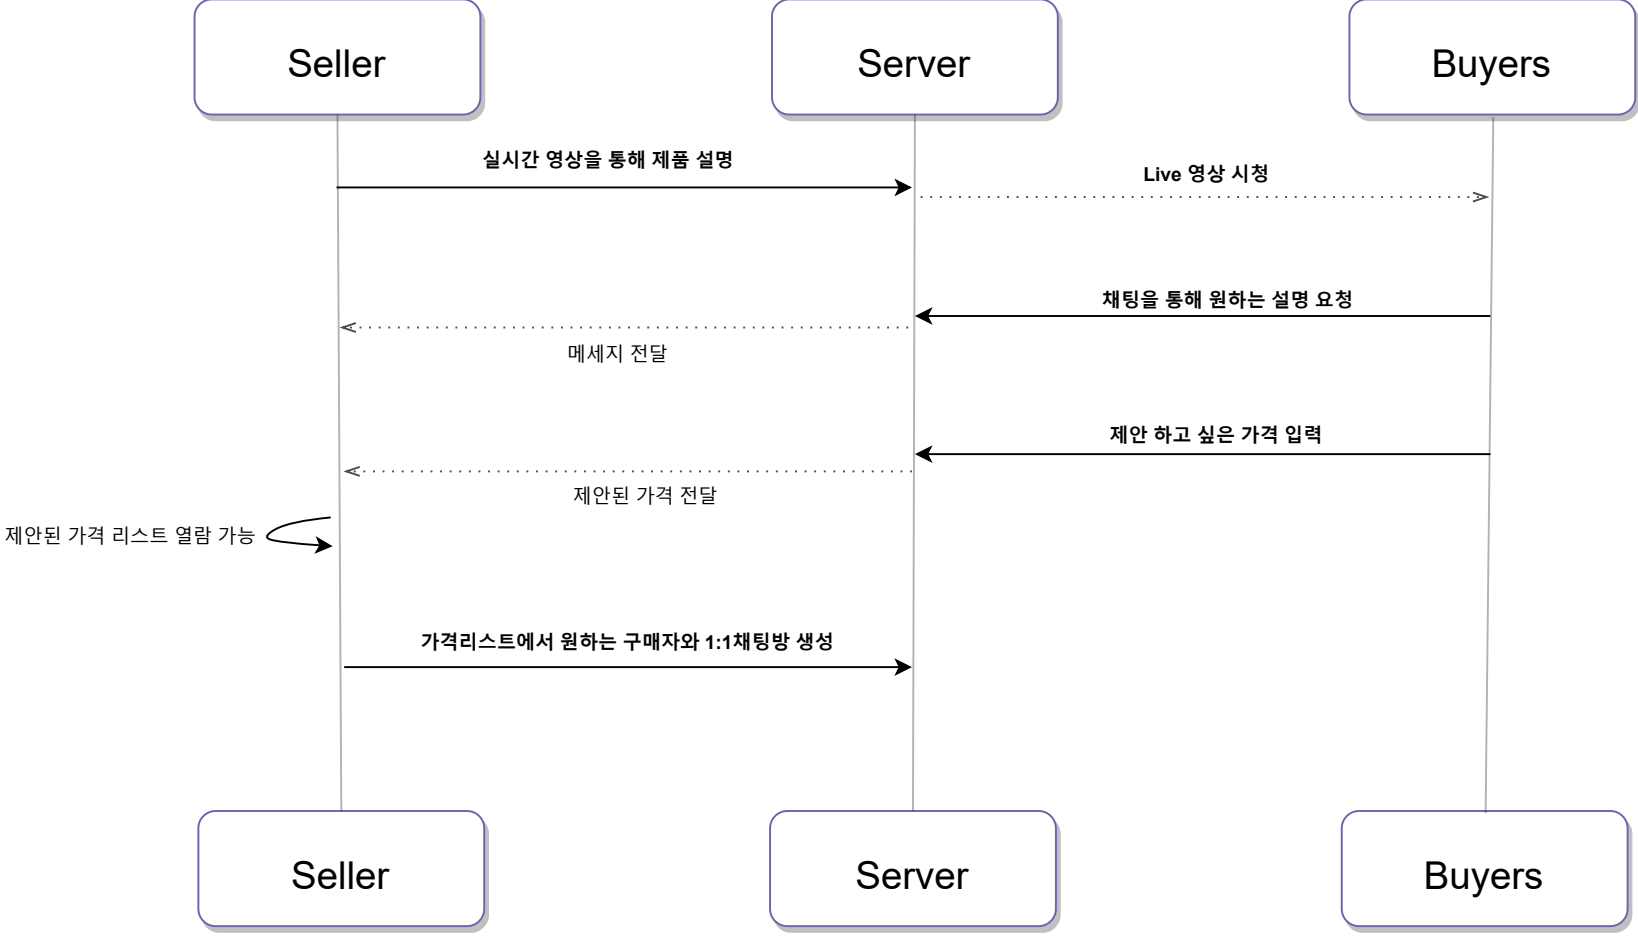 Seller
Server
Buyers
실시간 영상을 통해 제품 설명
Live 영상 시청
채팅을 통해 원하는 설명 요청
메세지 전달
제안 하고 싶은 가격 입력
제안된 가격 전달
제안된 가격 리스트 열람 가능
가격리스트에서 원하는 구매자와 1:1채팅방 생성
Seller
Server
Buyers